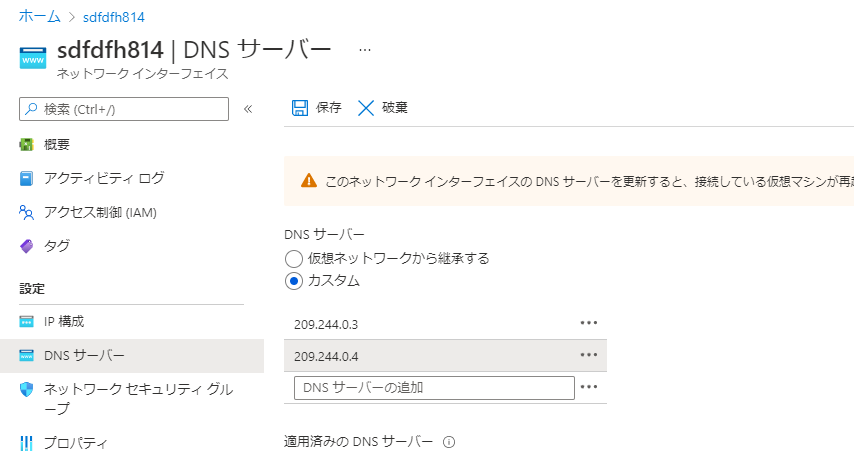 ホーム > sdfdfh814
sdfdfh814 | DNS サーバー ...
ネットワーク インターフェイス
検索 (Ctrl+/)
«
保存
破棄
概要
アクティビティ ログ
アクセス制御 (IAM)
タグ
設定
IP 構成
DNS サーバー
ネットワーク セキュリティ グル
ープ
プロパティ
このネットワーク インターフェイスの DNS サーバーを更新すると、接続している仮想マシンが再
DNS サーバー
仮想ネットワークから継承する
カスタム
209.244.0.3 •••
209.244.0.4 •••
DNS サーバーの追加 •••
適用済みの DNS サーバー